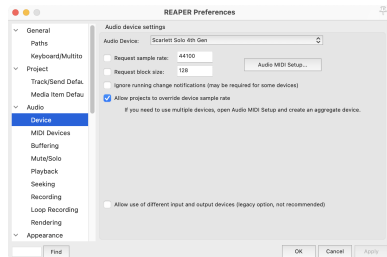 REAPER Preferences
General
Paths
Keyboard/Multito
Project
Track/Send Defau
Media Item Defau
Audio
Device
MIDI Devices
Buffering
Mute/Solo
Playback
Seeking
Recording
Loop Recording
Rendering
Appearance
Find
Audio device settings
Audio Device: Scarlett Solo 4th Gen
Request sample rate: 44100
Request block size: 128
Audio MIDI Setup...
Ignore running change notifications (may be required for some devices)
Allow projects to override device sample rate
If you need to use multiple devices, open Audio MIDI Setup and create an aggregate device.
Allow use of different input and output devices (legacy option, not recommended)
OK Cancel Apply